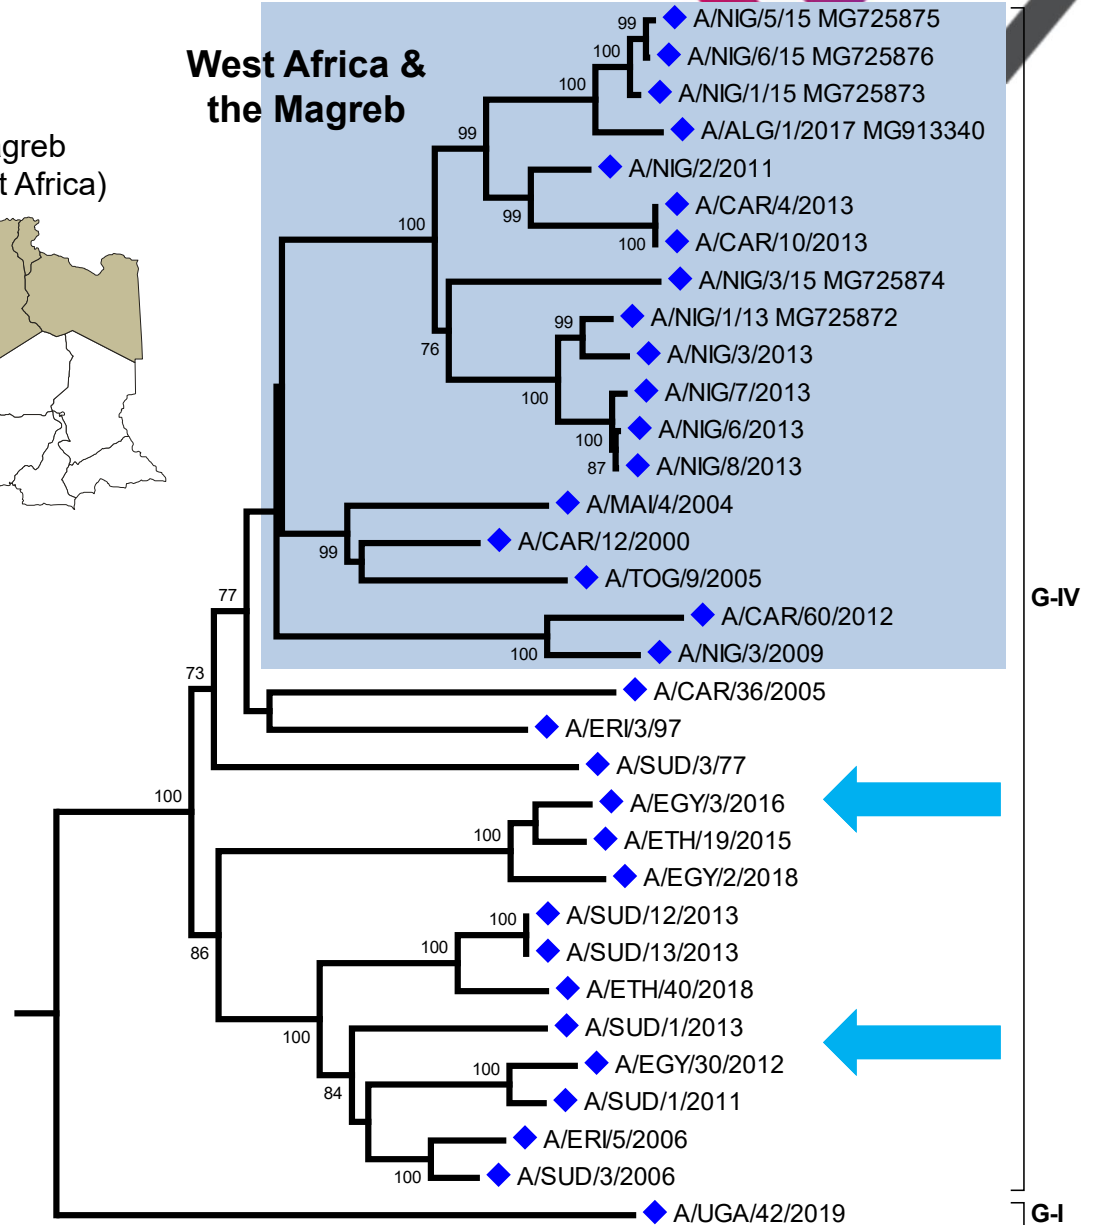 West Africa &
the Magreb
agreb
t Africa)
99
A/NIG/5/15 MG725875
100
A/NIG/6/15 MG725876
100
A/NIG/1/15 MG725873
A/ALG/1/2017 MG913340
99
A/NIG/2/2011
99
A/CAR/4/2013
100
A/CAR/10/2013
100
A/NIG/3/15 MG725874
A/NIG/1/13 MG725872
99
76
A/NIG/3/2013
100
A/NIG/7/2013
A/NIG/6/2013
100
A/NIG/8/2013
87
A/MAI/4/2004
A/CAR/12/2000
99
A/TOG/9/2005
77
A/CAR/60/2012
G-IV
A/NIG/3/2009
100
73
A/CAR/36/2005
A/ERI/3/97
A/SUD/3/77
100
A/EGY/3/2016
100
A/ETH/19/2015
A/EGY/2/2018
A/SUD/12/2013
100
86
100
A/SUD/13/2013
A/ETH/40/2018
100
A/SUD/1/2013
A/EGY/30/2012
100
84
A/SUD/1/2011
A/ERI/5/2006
100
A/SUD/3/2006
A/UGA/42/2019
G-I